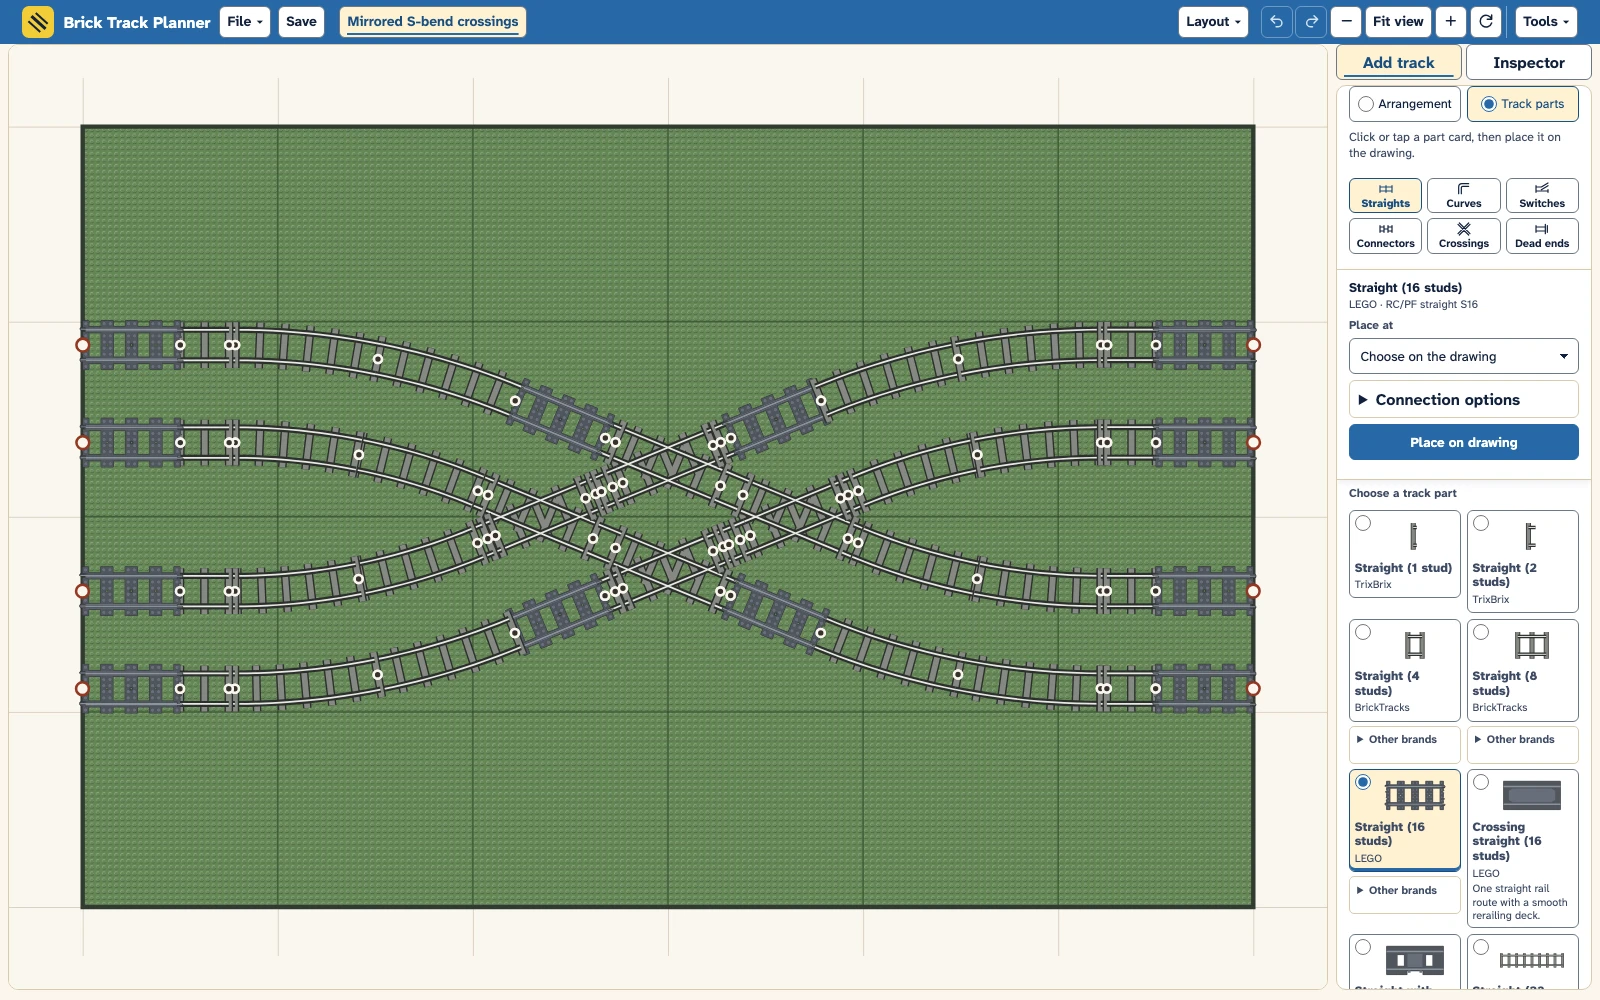 Brick Track Planner
File
Save
Mirrored S-bend crossings
Layout
Fit view
Tools
Add track
Inspector
Arrangement
Track parts
Click or tap a part card, then place it on
the drawing.
Straights
Curves
Switches
Connectors
Crossings
Dead ends
Straight (16 studs)
LEGO · RC/PF straight S16
Place at
Choose on the drawing
Connection options
Place on drawing
Choose a track part
Straight (1 stud)
TrixBrix
Straight (2
studs)
TrixBrix
Straight (4
studs)
BrickTracks
Straight (8
studs)
BrickTracks
Other brands
Other brands
Straight (16
studs)
LEGO
Crossing
straight (16
studs)
LEGO
One straight rail
route with a smooth
rerailing deck.
Other brands